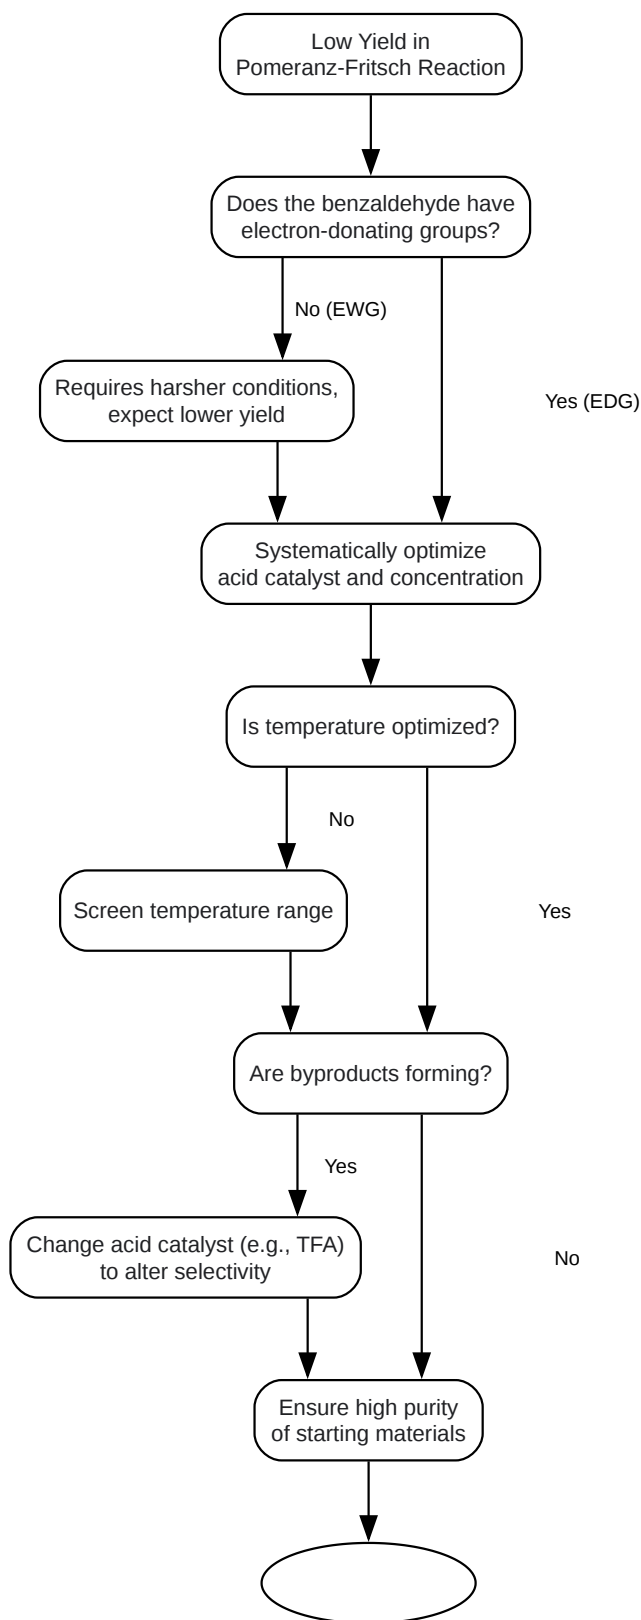 Low Yield in
Pomeranz-Fritsch Reaction
Does the benzaldehyde have
electron-donating groups?
No (EWG)
Requires harsher conditions,
expect lower yield
Yes (EDG)
Systematically optimize
acid catalyst and concentration
Is temperature optimized?
No
Screen temperature range
Yes
Are byproducts forming?
Yes
Change acid catalyst (e.g., TFA)
to alter selectivity
No
Ensure high purity
of starting materials